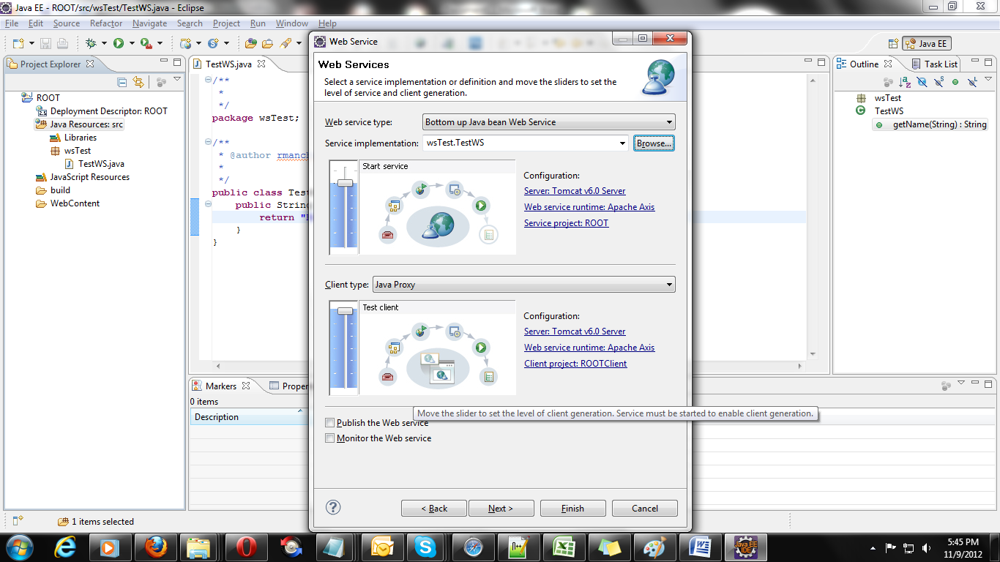 Java EE - ROOT/src/wsTest/TestWS.java - Eclipse
File Edit Source Refactor Navigate Search Project Run Window Help
Java EE
Project Explorer
ROOT
Deployment Descriptor: ROOT
Java Resources: src
Libraries
wsTest
TestWS.java
JavaScript Resources
build
WebContent
TestWS.java
/**
*
*/
package wsTest;
/**
* @author
*
*/
public class
public String
return
}
}
Web Service
Web Services
Select a service implementation or definition and move the sliders to set the
level of service and client generation.
Web service type: Bottom up Java bean Web Service
Service implementation: wsTest.TestWS Browse...
Start service
Configuration:
Server: Tomcat v6.0 Server
Web service runtime: Apache Axis
Service project: ROOT
Client type: Java Proxy
Test client
Configuration:
Server: Tomcat v6.0 Server
Web service runtime: Apache Axis
Client project: ROOTClient
Move the slider to set the level of client generation. Service must be started to enable client generation.
Publish the Web service
Monitor the Web service
? < Back Next > Finish Cancel
Outline Task List
wsTest
TestWS
getName(String) : String
Markers
0 items
Description
1 items selected
Java EE
IDE
5:45 PM
11/9/2012